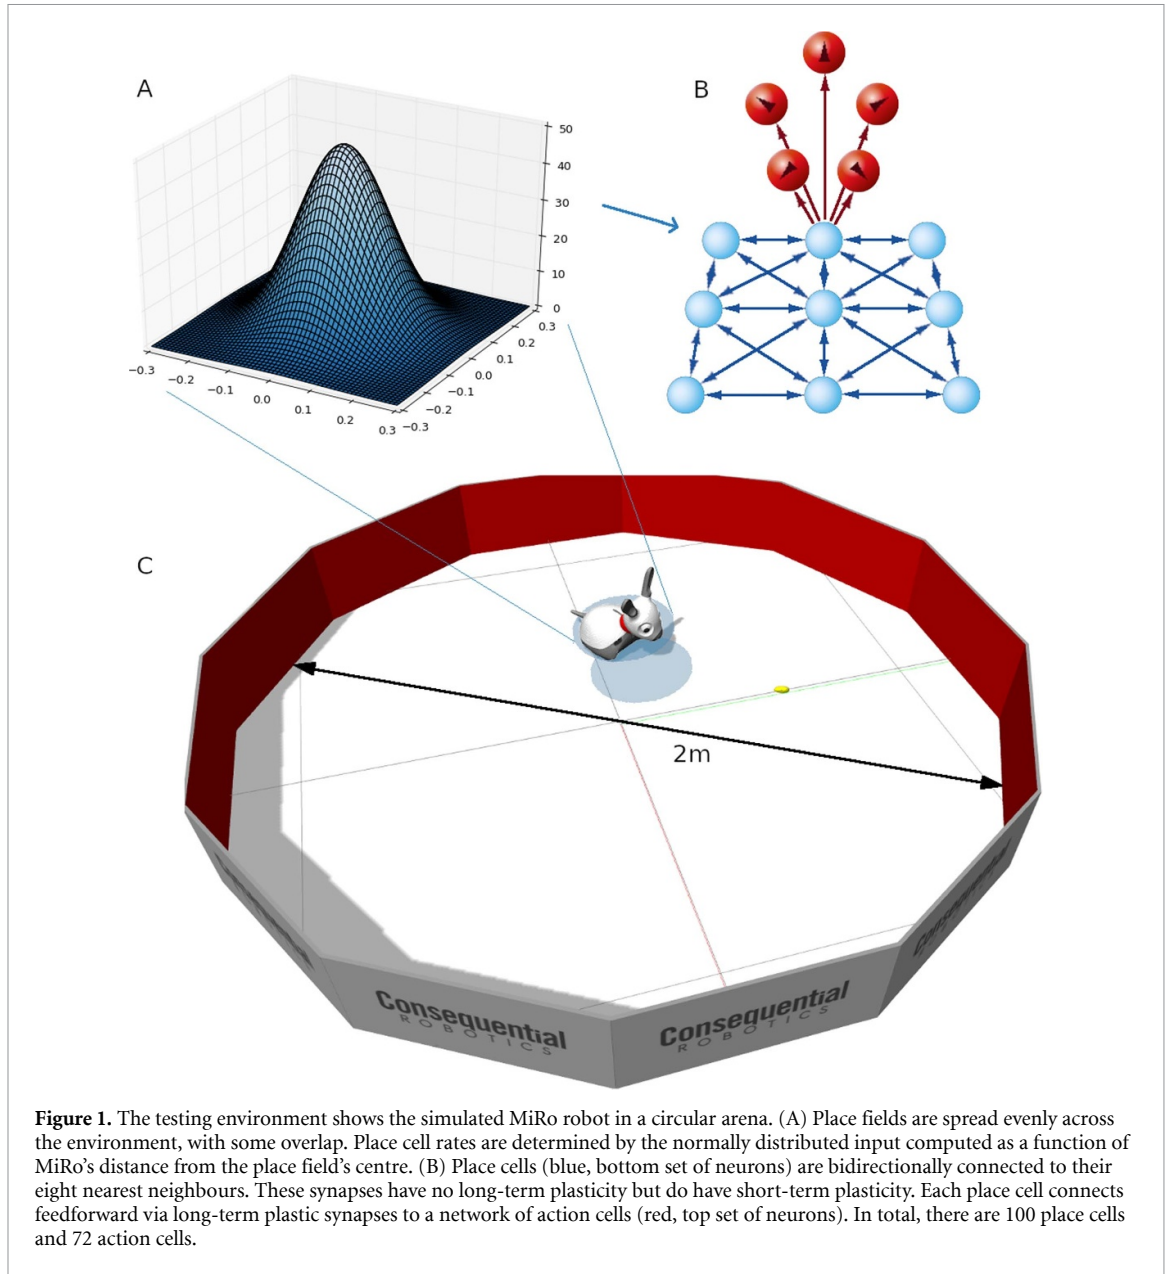 A
50
40
30
20
10
0
0.3
0.2
0.1
0.0
−0.1
−0.2
−0.3
−0.3
−0.2
−0.1
0.0
0.1
0.2
0.3
B
C
2m
Consequential
ROBOTICS
Consequential
ROBOTICS
Consequential
Figure 1. The testing environment shows the simulated MiRo robot in a circular arena. (A) Place fields are spread evenly across
the environment, with some overlap. Place cell rates are determined by the normally distributed input computed as a function of
MiRo’s distance from the place field’s centre. (B) Place cells (blue, bottom set of neurons) are bidirectionally connected to their
eight nearest neighbours. These synapses have no long-term plasticity but do have short-term plasticity. Each place cell connects
feedforward via long-term plastic synapses to a network of action cells (red, top set of neurons). In total, there are 100 place cells
and 72 action cells.